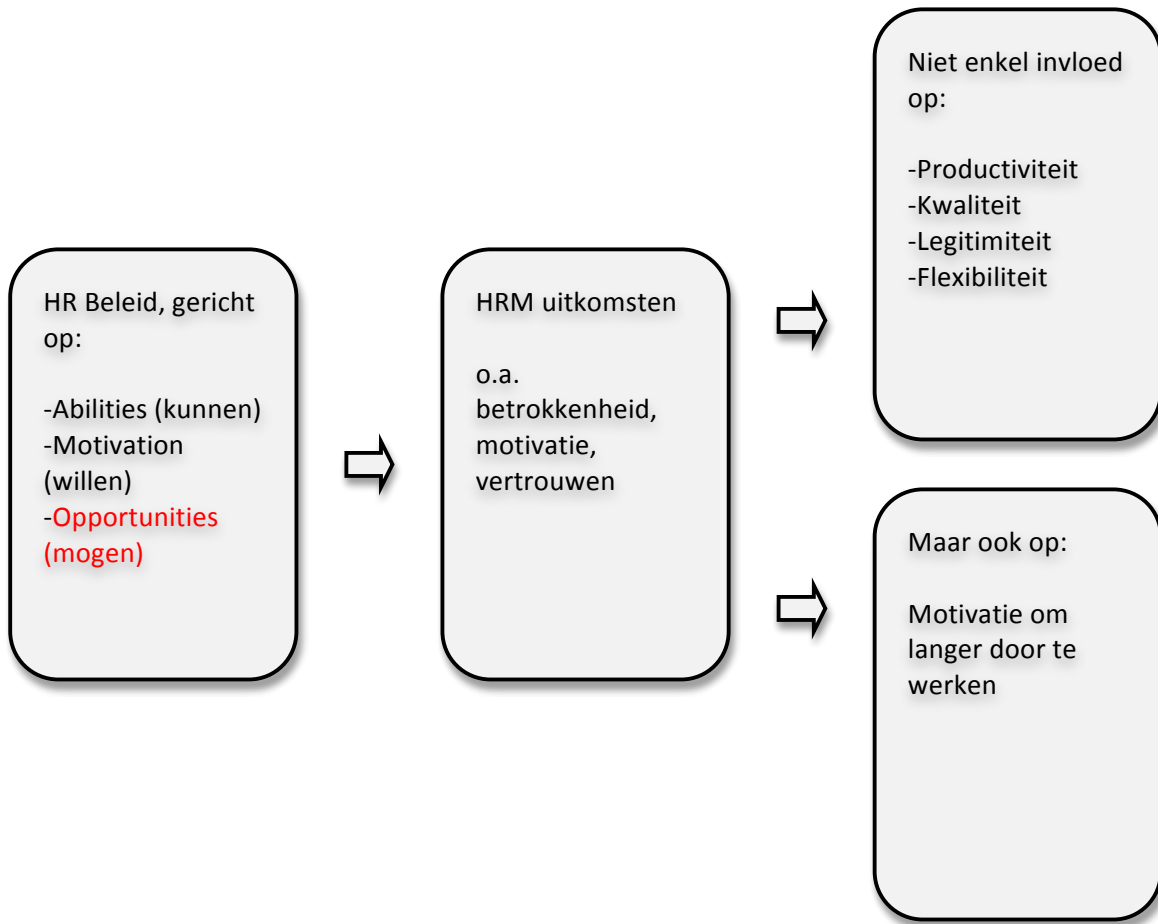 HR Beleid, gericht
op:
-Abilities (kunnen)
-Motivation
(willen)
-Opportunities
(mogen)
HRM uitkomsten
o.a.
betrokkenheid,
motivatie,
vertrouwen
Niet enkel invloed
op:
-Productiviteit
-Kwaliteit
-Legitimiteit
-Flexibiliteit
Maar ook op:
Motivatie om
langer door te
werken